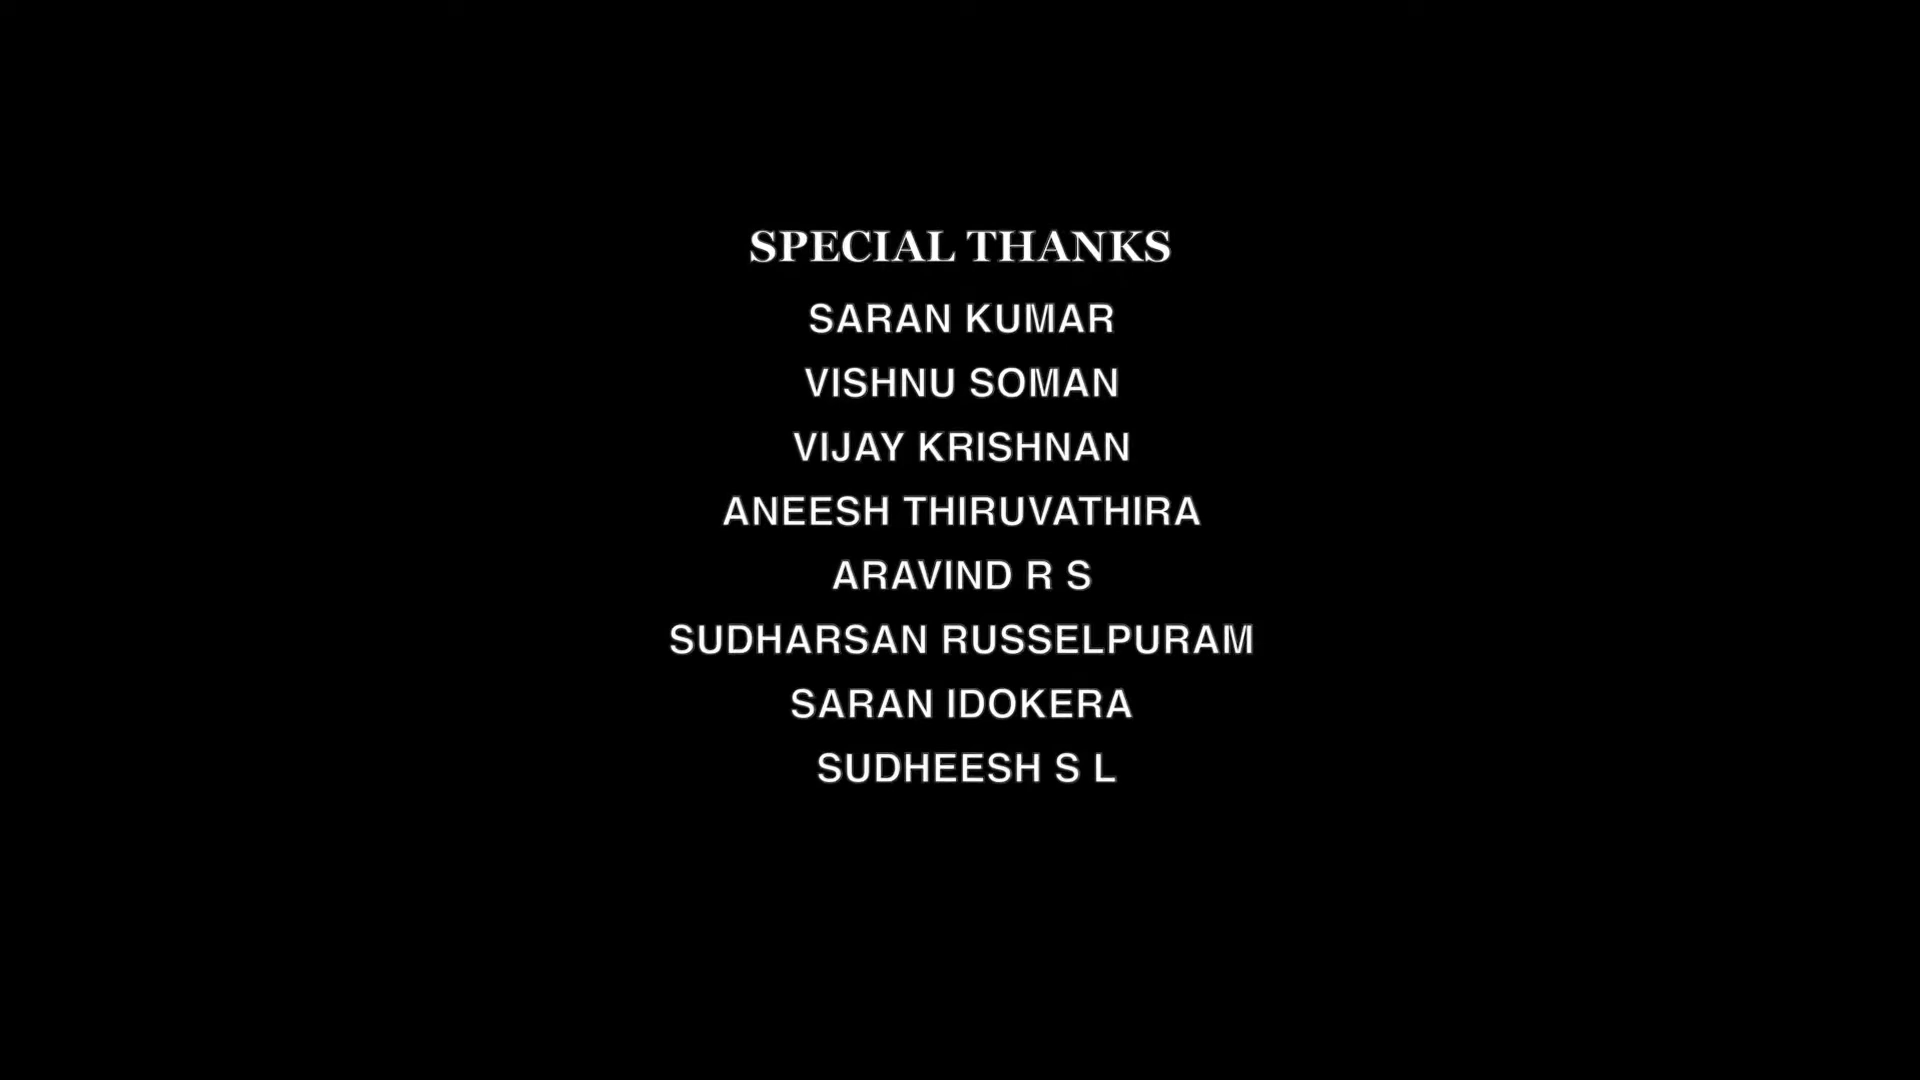 SPECIAL THANKS
SARAN KUMAR
VISHNU SOMAN
VIJAY KRISHNAN
ANEESH THIRUVATHIRA
ARAVIND R S
SUDHARSAN RUSSELPURAM
SARAN IDOKERA
SUDHEESH S L